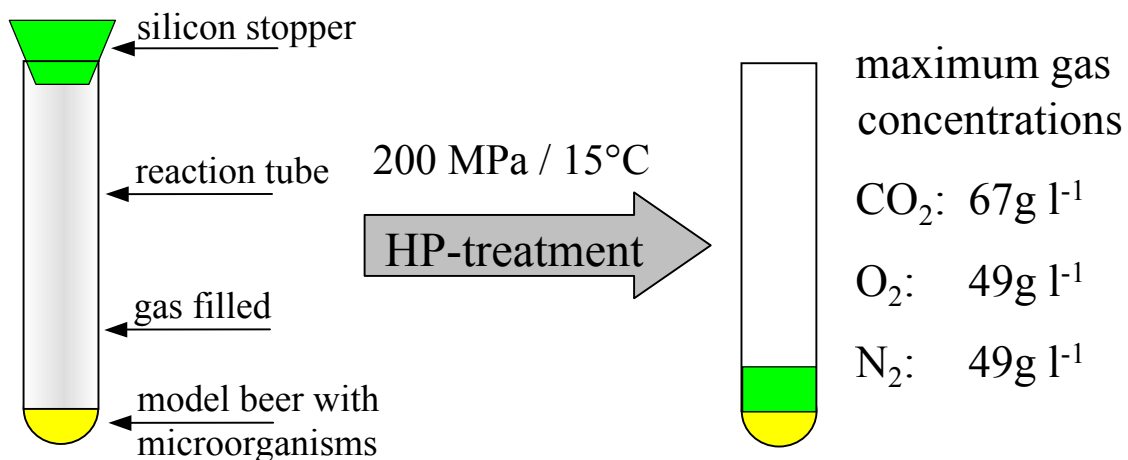 silicon stopper
reaction tube
gas filled
model beer with
microorganisms
200 MPa / 15°C
HP-treatment
maximum gas
concentrations
CO₂: 67g l⁻¹
O₂: 49g l⁻¹
N₂: 49g l⁻¹